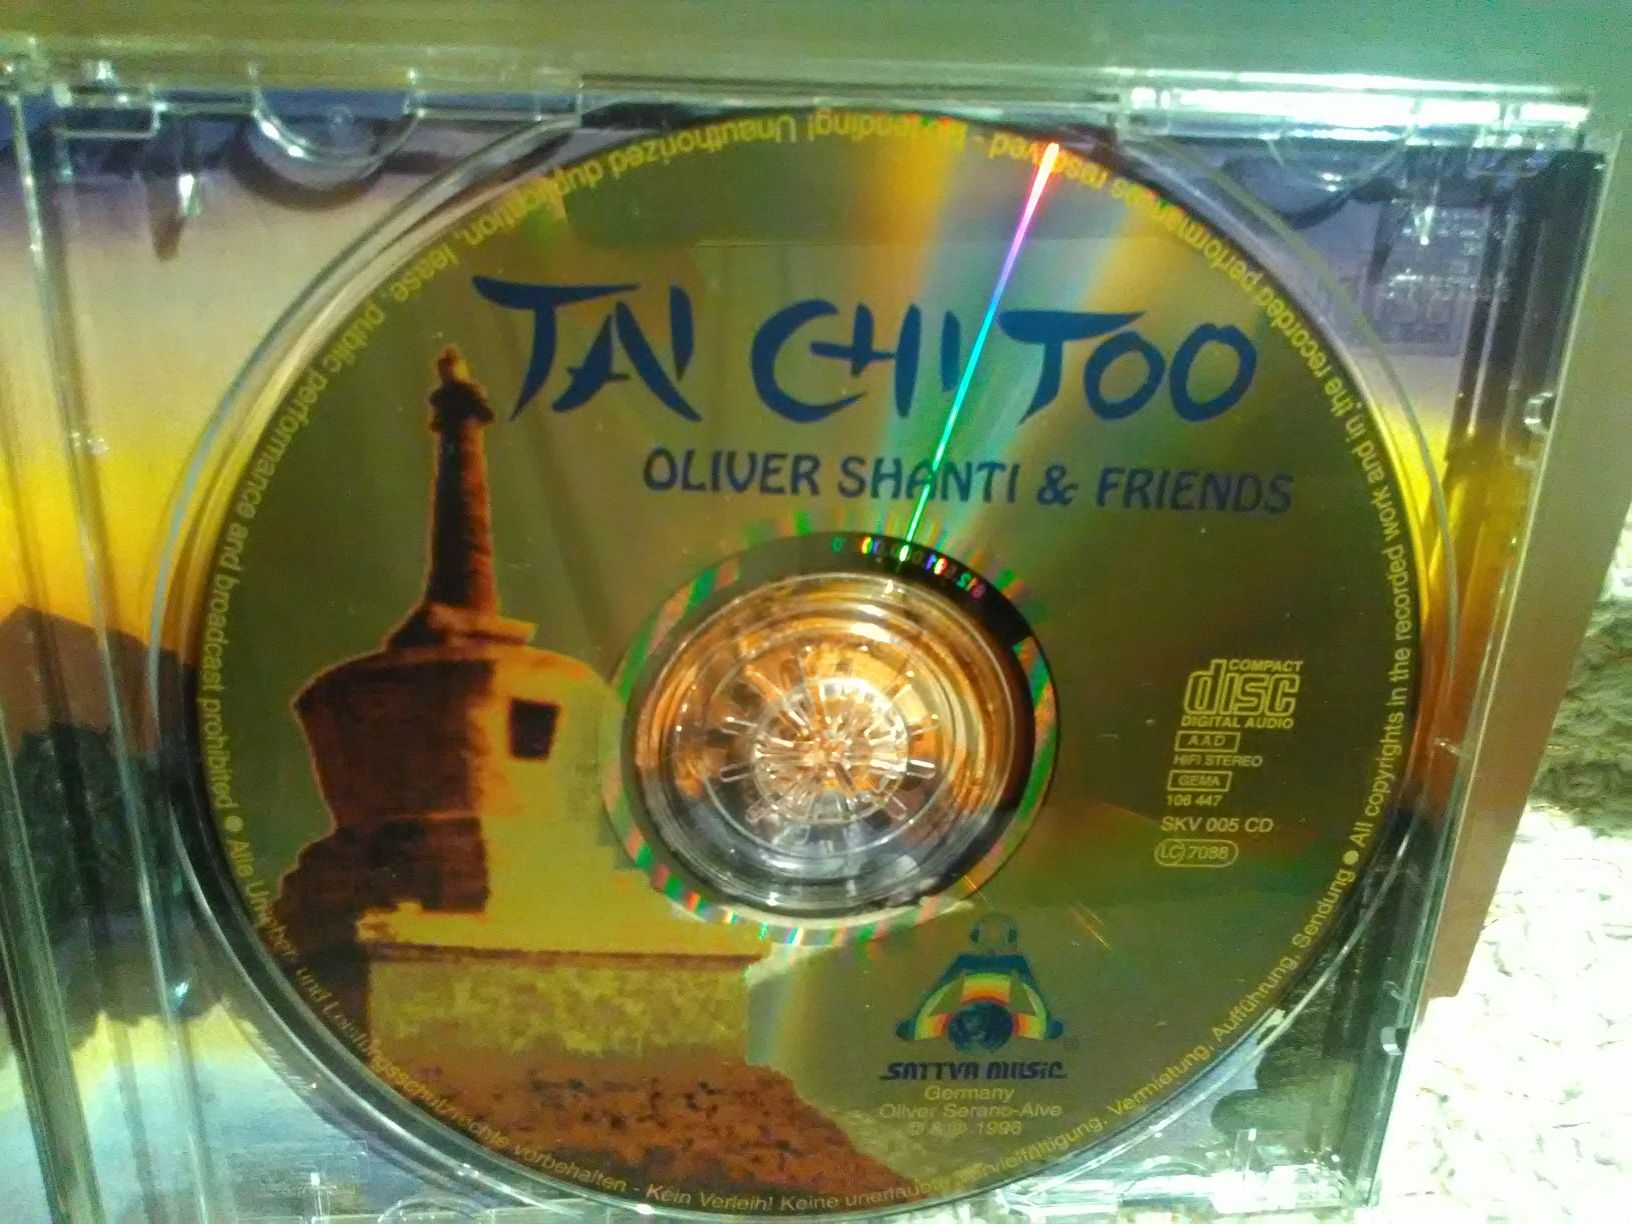 TAI CHI TOO
OLIVER SHANTI & FRIENDS
COMPACT
disc
DIGITAL AUDIO
AAD
HIFI STEREO
GEMA
106 447
SKV 005 CD
LC 7088
SATTVA MUSIC
Germany
Oliver Serano-Alve
© & ℗ 1996
● All copyrights in the recorded work and in the recorded performances reserved - No lending! Unauthorized duplication, lease, public performance and broadcast prohibited
● Alle Urheber- und Leistungsschutzrechte vorbehalten - Kein Verleih! Keine unerlaubte Vervielfältigung, Vermietung, Aufführung, Sendung